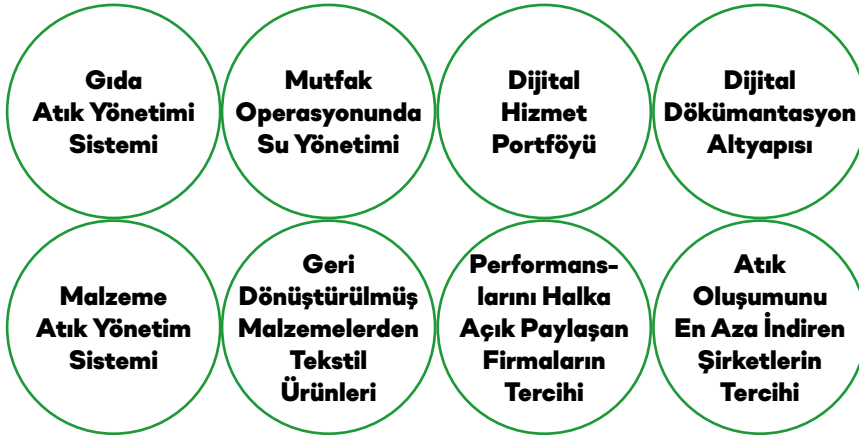 Gıda
Atık Yönetimi
Sistemi
Mutfak
Operasyonunda
Su Yönetimi
Dijital
Hizmet
Portföyü
Dijital
Dökümantasyon
Altyapısı
Malzeme
Atık Yönetim
Sistemi
Geri
Dönüştürülmüş
Malzemelerden
Tekstil
Ürünleri
Performans-
larını Halka
Açık Paylaşan
Firmaların
Tercihi
Atık
Oluşumunu
En Aza İndiren
Şirketlerin
Tercihi